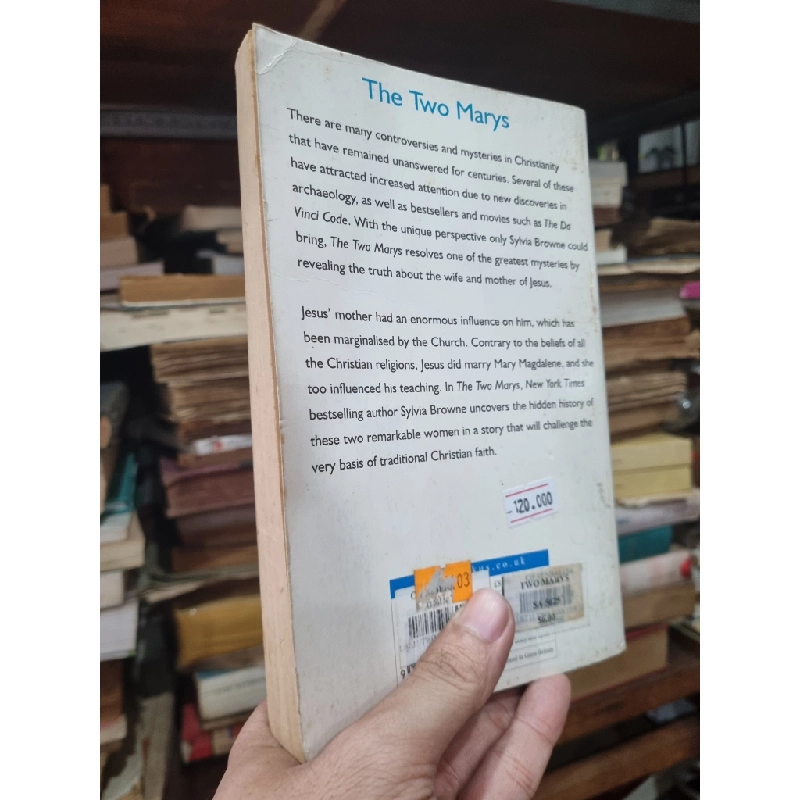 The Two Marys
There are many controversies and mysteries in Christianity
that have remained unanswered for centuries. Several of these
have attracted increased attention due to new discoveries in
archaeology, as well as bestsellers and movies such as The Da
Vinci Code. With the unique perspective only Sylvia Browne could
bring, The Two Marys resolves one of the greatest mysteries by
revealing the truth about the wife and mother of Jesus.
Jesus' mother had an enormous influence on him, which has
been marginalised by the Church. Contrary to the beliefs of all
the Christian religions, Jesus did marry Mary Magdalene, and she
too influenced his teaching. In The Two Marys, New York Times
bestselling author Sylvia Browne uncovers the hidden history of
these two remarkable women in a story that will challenge the
very basis of traditional Christian faith.
120.000
.co.uk
03
TWO MARYS